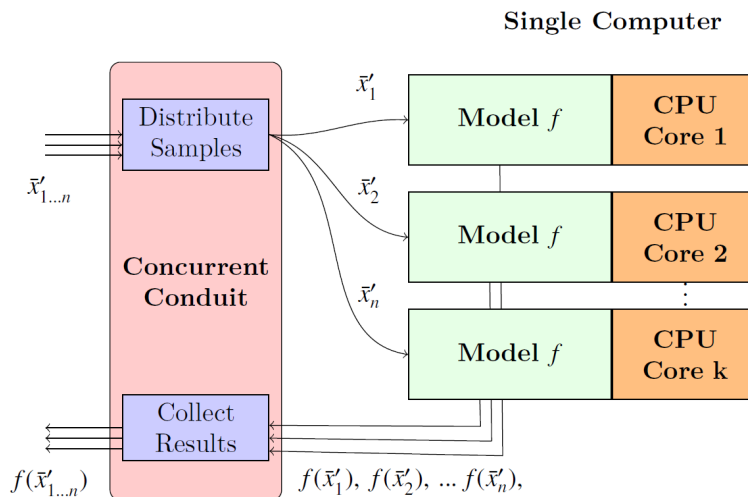 Single Computer
Distribute
Samples
x̄′₁
Model f
CPU
Core 1
x̄′₁...ₙ
x̄′₂
Model f
CPU
Core 2
Concurrent
Conduit
x̄′ₙ
⋮
Model f
CPU
Core k
Collect
Results
f(x̄′₁...ₙ)
f(x̄′₁), f(x̄′₂), ... f(x̄′ₙ),